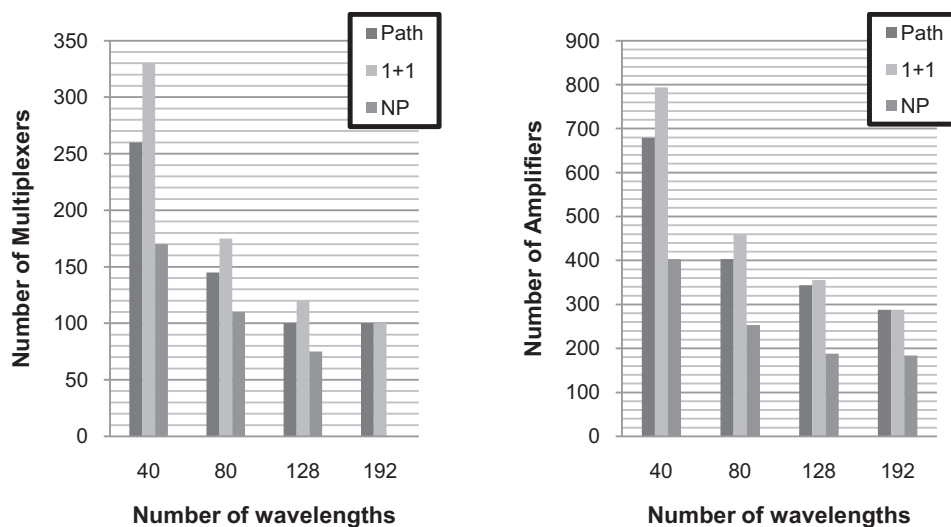 350
300
250
200
150
100
50
0
Number of Multiplexers
40 80 128 192
Number of wavelengths
Path
1+1
NP
900
800
700
600
500
400
300
200
100
0
Number of Amplifiers
40 80 128 192
Number of wavelengths
Path
1+1
NP